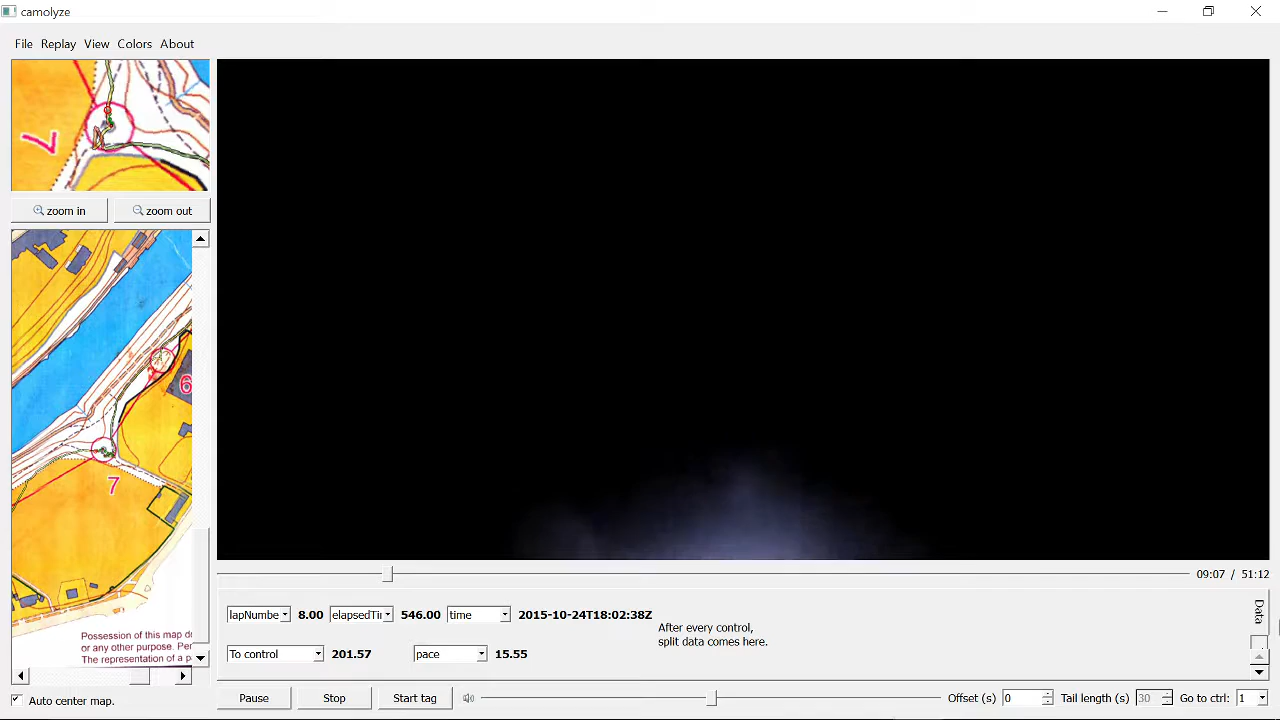 camolyze
File Replay View Colors About
7
zoom in
zoom out
6
7
Possession of this map d
or any other purpose. Per
The representation of a p
09:07 / 51:12
lapNumbe 8.00 elapsedTi 546.00 time 2015-10-24T18:02:38Z
To control 201.57 pace 15.55
After every control,
split data comes here.
Data
Auto center map.
Pause Stop Start tag Offset (s) 0 Tail length (s) 30 Go to ctrl: 1